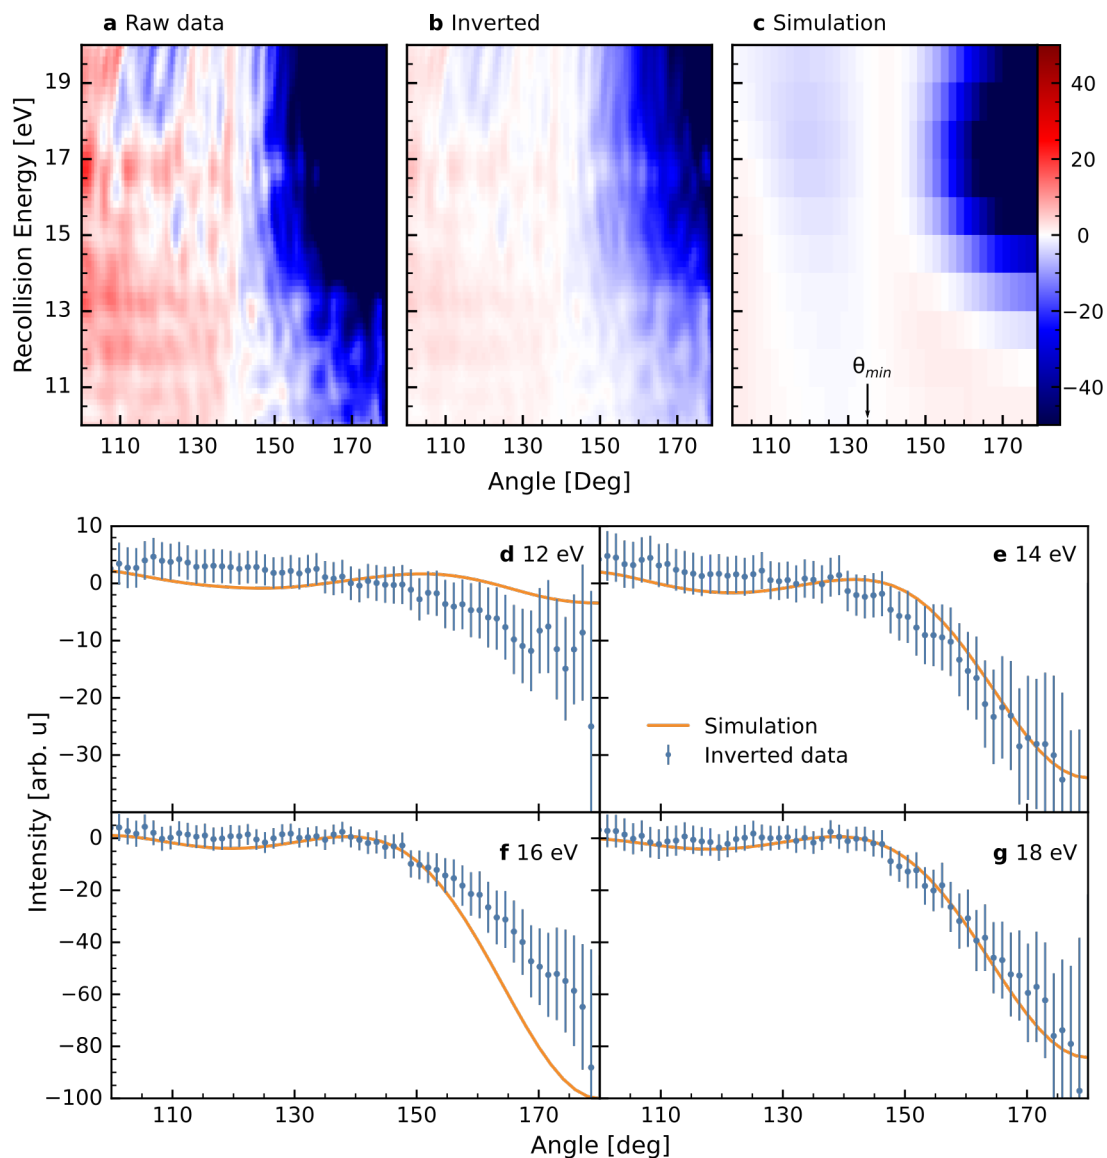 a Raw data
b Inverted
c Simulation
Recollision Energy [eV]
19
17
15
13
11
110
130
150
170
110
130
150
170
110
130
150
170
θmin
40
20
0
−20
−40
Angle [Deg]
Intensity [arb. u]
10
0
−10
−20
−30
d 12 eV
e 14 eV
Simulation
Inverted data
0
−20
−40
−60
−80
−100
f 16 eV
g 18 eV
110
130
150
170
110
130
150
170
Angle [deg]